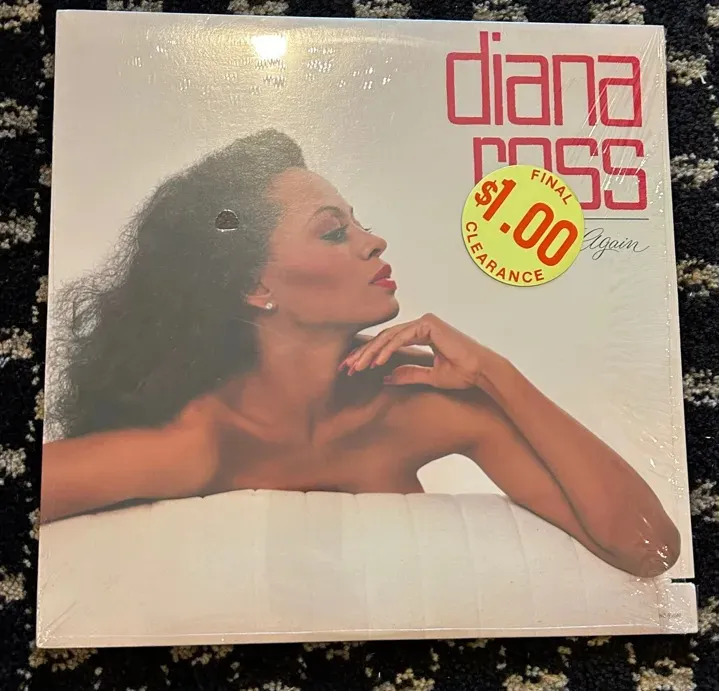 diana
ross
Again
FINAL
$1.00
CLEARANCE